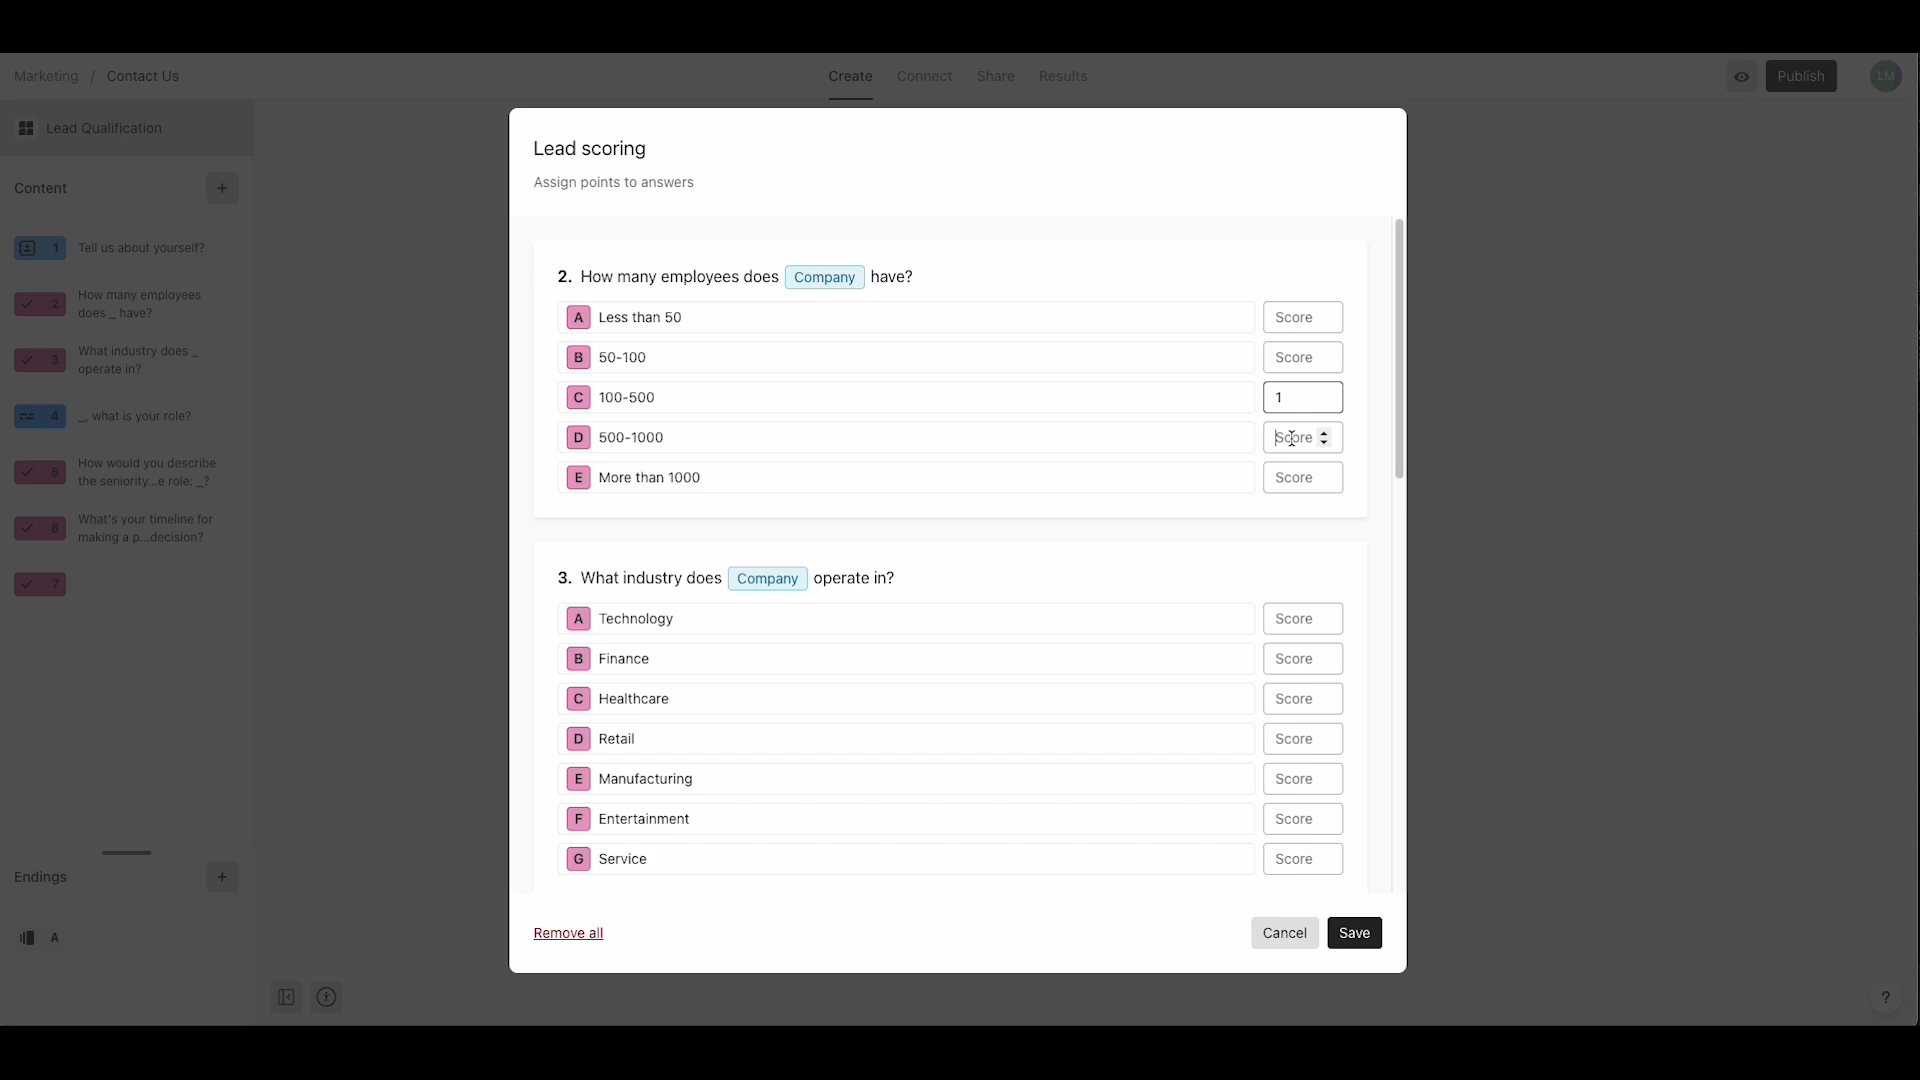 Marketing / Contact Us
Create Connect Share Results
Publish
LM
Lead Qualification
Content +
1 Tell us about yourself?
2 How many employees
does _ have?
3 What industry does _
operate in?
4 _, what is your role?
5 How would you describe
the seniority...e role: _?
6 What's your timeline for
making a p...decision?
7
Endings +
A
Lead scoring
Assign points to answers
2. How many employees does Company have?
A Less than 50 Score
B 50-100 Score
C 100-500 1
D 500-1000 Score
E More than 1000 Score
3. What industry does Company operate in?
A Technology Score
B Finance Score
C Healthcare Score
D Retail Score
E Manufacturing Score
F Entertainment Score
G Service Score
Remove all Cancel Save
?